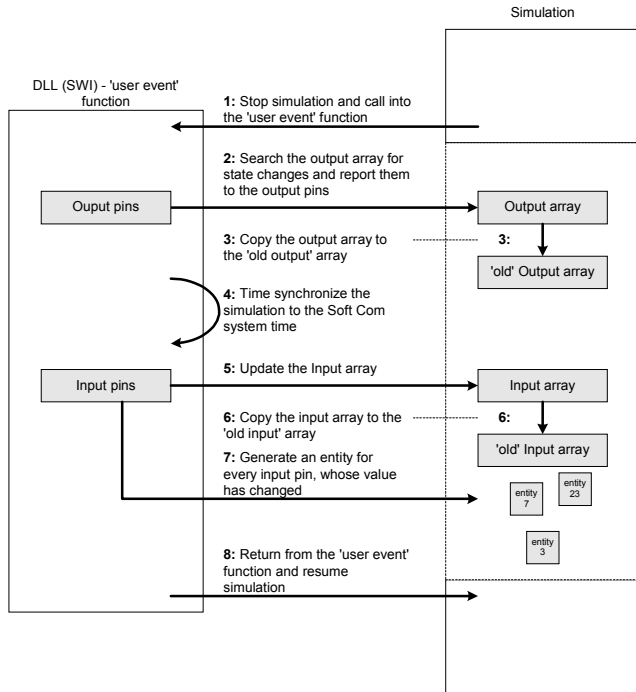 Simulation
DLL (SWI) - 'user event'
function
1: Stop simulation and call into
the 'user event' function
2: Search the output array for
state changes and report them
to the output pins
Ouput pins
Output array
3: Copy the output array to
the 'old output' array
3:
'old' Output array
4: Time synchronize the
simulation to the Soft Com
system time
5: Update the Input array
Input pins
Input array
6: Copy the input array to the
'old input' array
6:
'old' Input array
7: Generate an entity for
every input pin, whose value
has changed
entity
7
entity
23
entity
3
8: Return from the 'user event'
function and resume
simulation